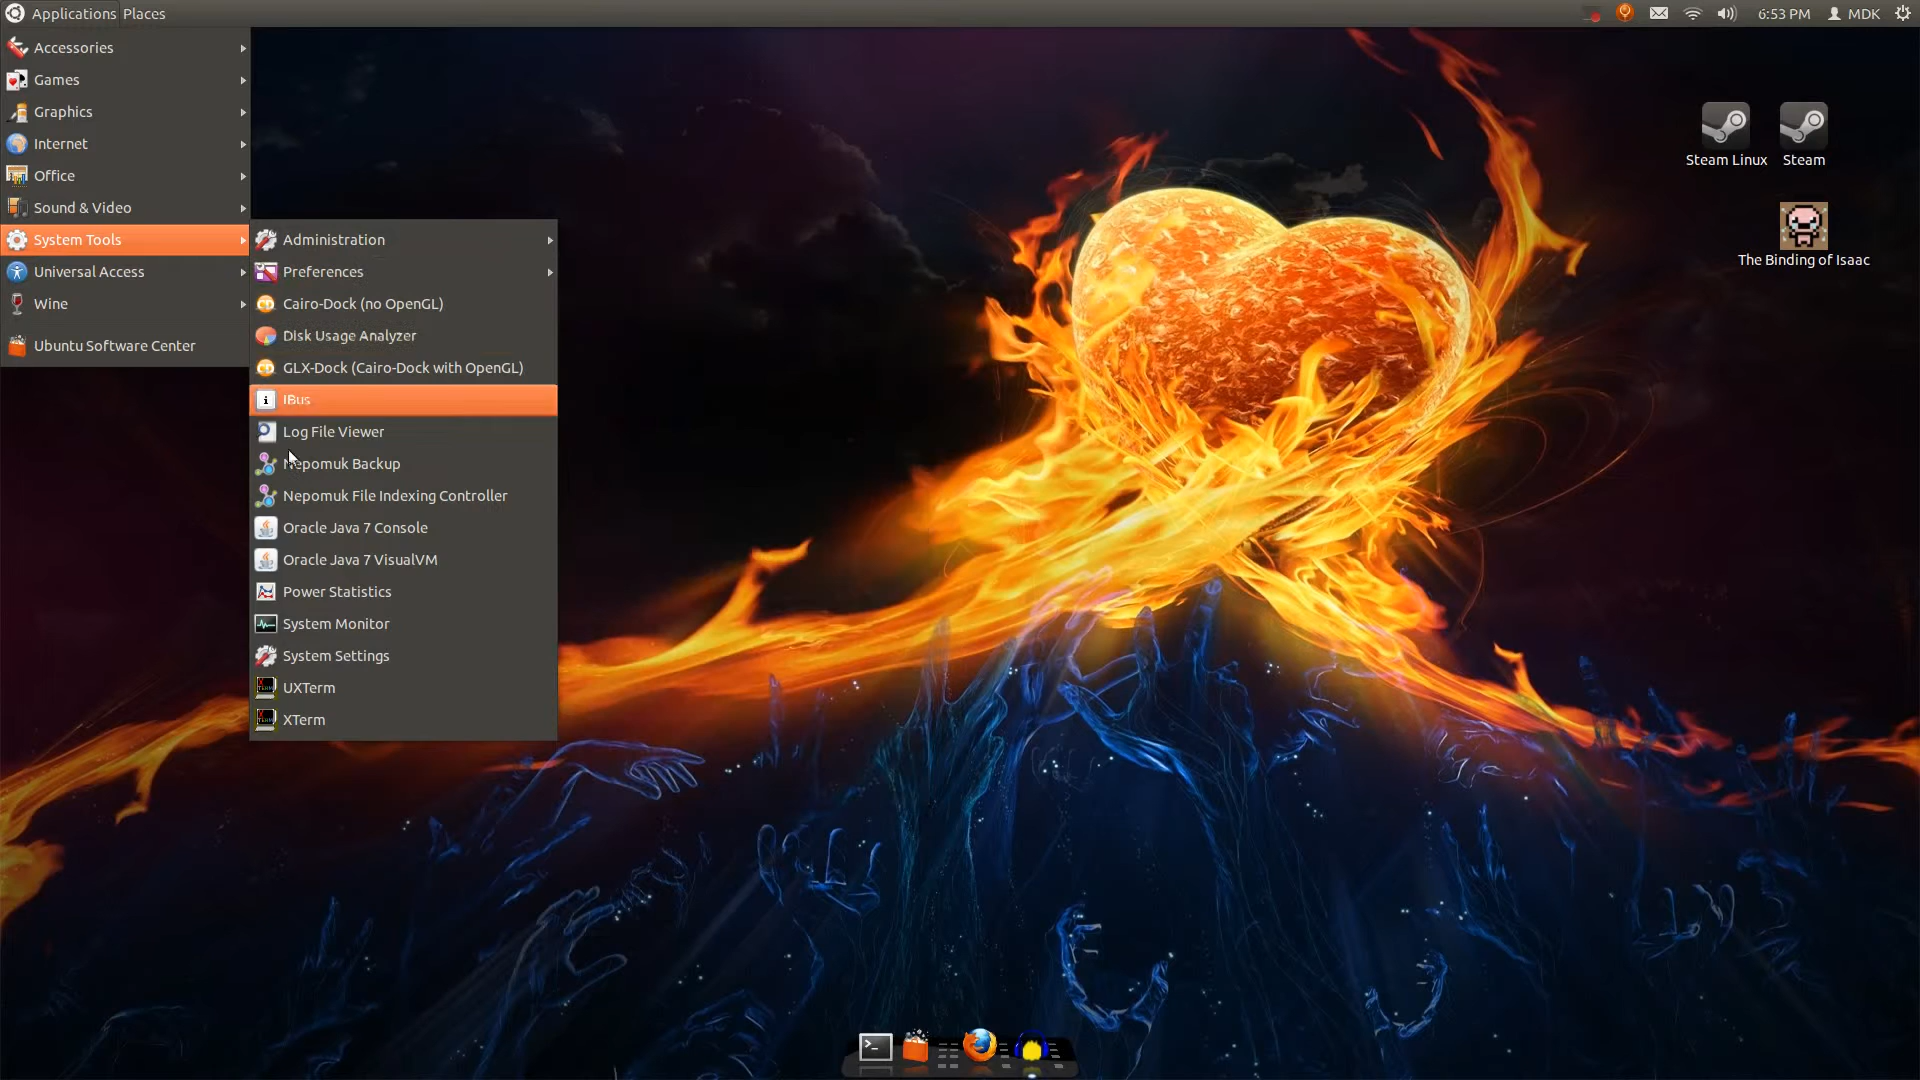 Applications Places
6:53 PM MDK
Accessories
Games
Graphics
Internet
Office
Sound & Video
System Tools
Universal Access
Wine
Ubuntu Software Center
Administration
Preferences
Cairo-Dock (no OpenGL)
Disk Usage Analyzer
GLX-Dock (Cairo-Dock with OpenGL)
IBus
Log File Viewer
Nepomuk Backup
Nepomuk File Indexing Controller
Oracle Java 7 Console
Oracle Java 7 VisualVM
Power Statistics
System Monitor
System Settings
UXTerm
XTerm
Steam Linux
Steam
The Binding of Isaac